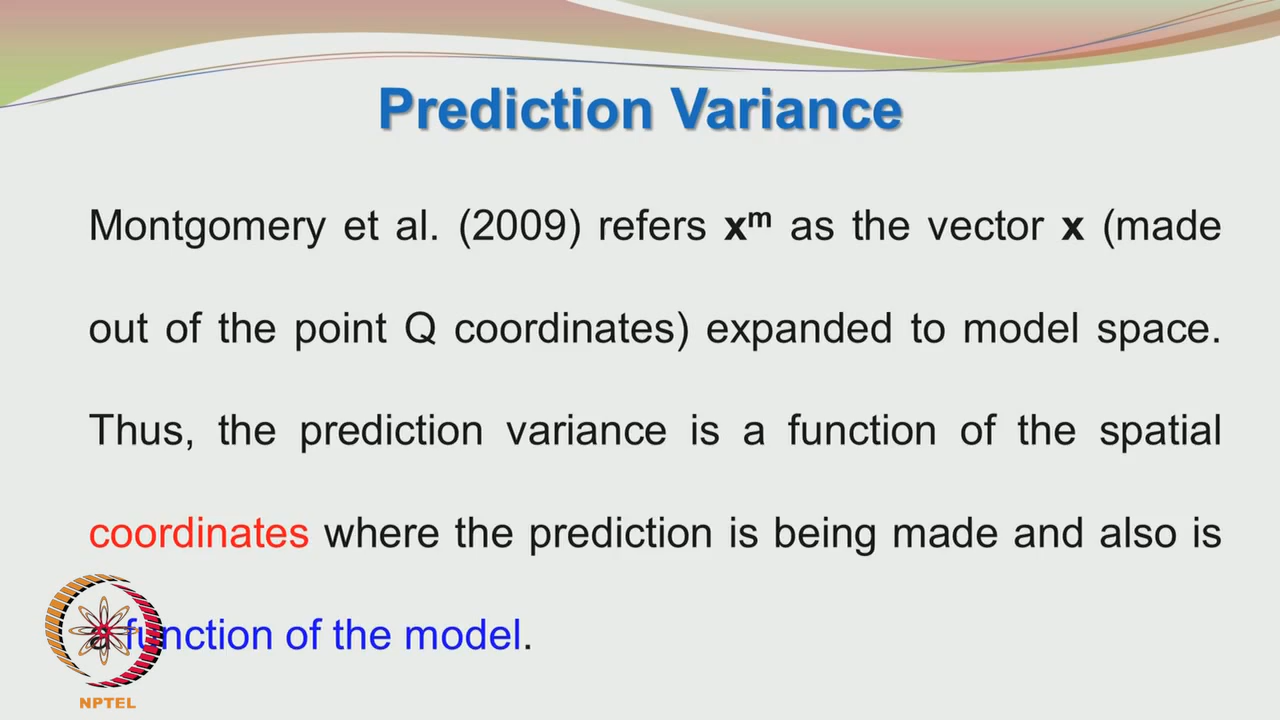 Prediction Variance
Montgomery et al. (2009) refers xᵐ as the vector x (made
out of the point Q coordinates) expanded to model space.
Thus, the prediction variance is a function of the spatial
coordinates where the prediction is being made and also is
a function of the model.
NPTEL